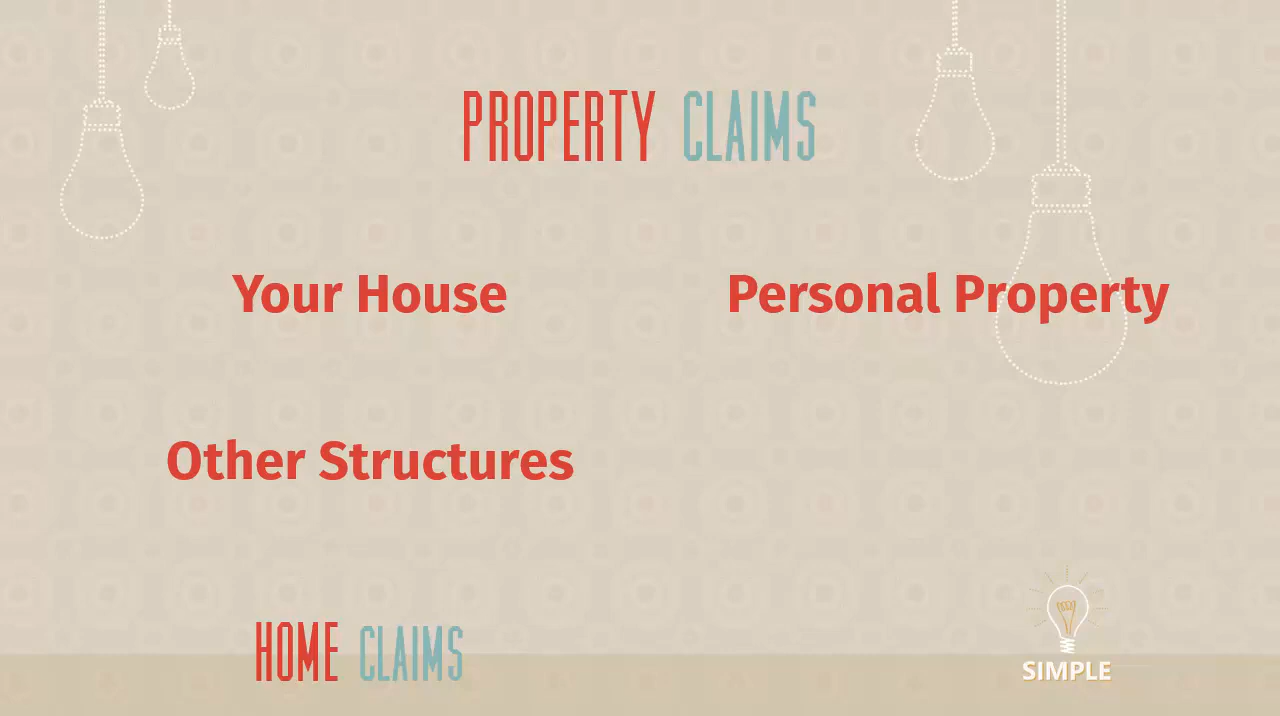 PROPERTY CLAIMS
Your House
Personal Property
Other Structures
HOME CLAIMS
SIMPLE